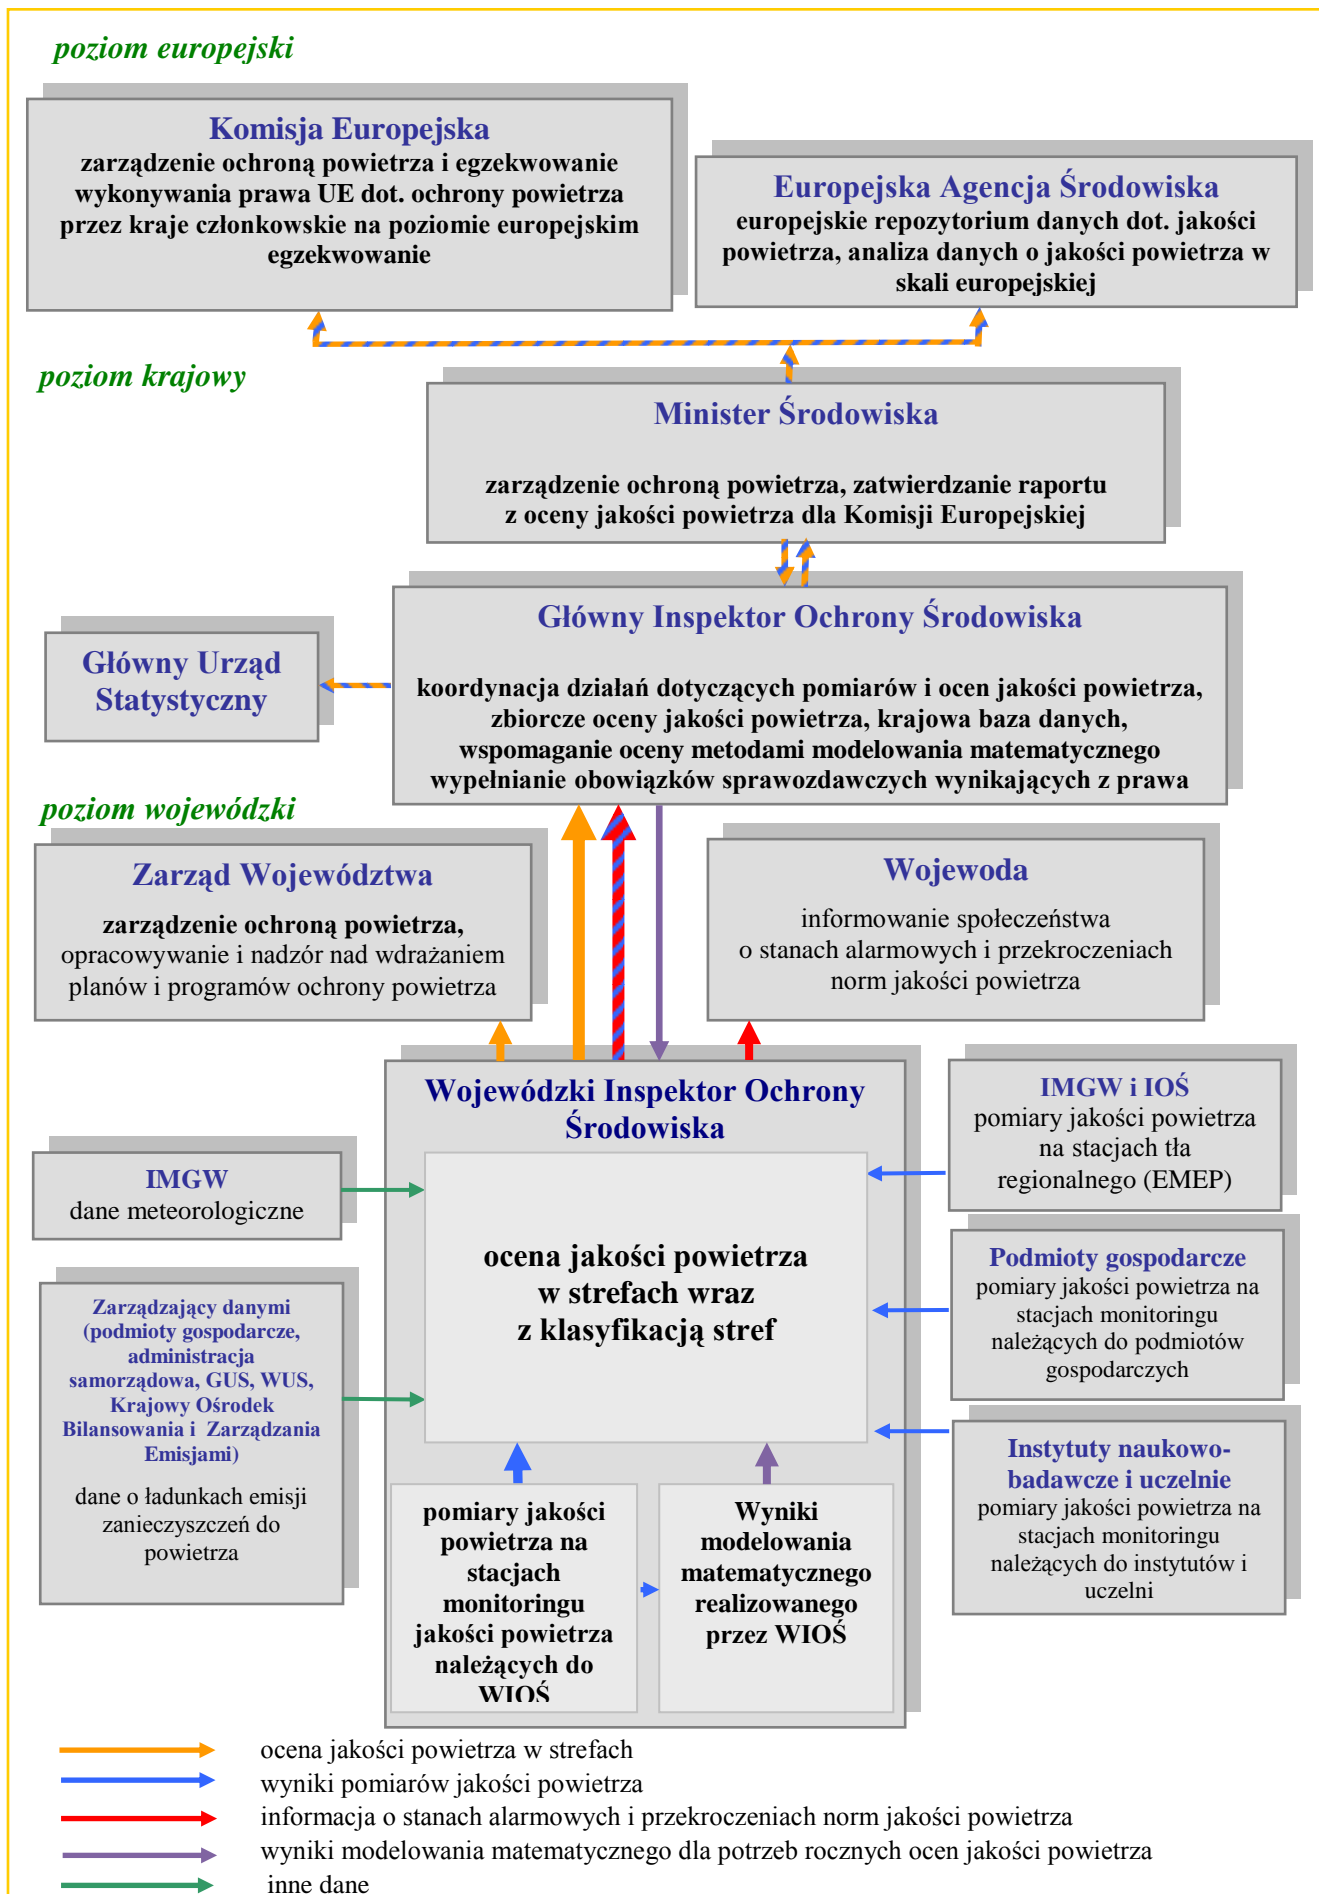 poziom europejski
Komisja Europejska
zarządzenie ochroną powietrza i egzekwowanie
wykonywania prawa UE dot. ochrony powietrza
przez kraje członkowskie na poziomie europejskim
egzekwowanie
Europejska Agencja Środowiska
europejskie repozytorium danych dot. jakości
powietrza, analiza danych o jakości powietrza w
skali europejskiej
poziom krajowy
Minister Środowiska
zarządzenie ochroną powietrza, zatwierdzanie raportu
z oceny jakości powietrza dla Komisji Europejskiej
Główny Inspektor Ochrony Środowiska
koordynacja działań dotyczących pomiarów i ocen jakości powietrza,
zbiorcze oceny jakości powietrza, krajowa baza danych,
wspomaganie oceny metodami modelowania matematycznego
wypełnianie obowiązków sprawozdawczych wynikających z prawa
Główny Urząd
Statystyczny
poziom wojewódzki
Zarząd Województwa
zarządzenie ochroną powietrza,
opracowywanie i nadzór nad wdrażaniem
planów i programów ochrony powietrza
Wojewoda
informowanie społeczeństwa
o stanach alarmowych i przekroczeniach
norm jakości powietrza
Wojewódzki Inspektor Ochrony
Środowiska
ocena jakości powietrza
w strefach wraz
z klasyfikacją stref
IMGW
dane meteorologiczne
Zarządzający danymi
(podmioty gospodarcze,
administracja
samorządowa, GUS, WUS,
Krajowy Ośrodek
Bilansowania i Zarządzania
Emisjami)
dane o ładunkach emisji
zanieczyszczeń do
powietrza
IMGW i IOŚ
pomiary jakości powietrza
na stacjach tła
regionalnego (EMEP)
Podmioty gospodarcze
pomiary jakości powietrza na
stacjach monitoringu
należących do podmiotów
gospodarczych
Instytuty naukowo-
badawcze i uczelnie
pomiary jakości powietrza na
stacjach monitoringu
należących do instytutów i
uczelni
pomiary jakości
powietrza na
stacjach
monitoringu
jakości powietrza
należących do
WIOŚ
Wyniki
modelowania
matematycznego
realizowanego
przez WIOŚ
ocena jakości powietrza w strefach
wyniki pomiarów jakości powietrza
informacja o stanach alarmowych i przekroczeniach norm jakości powietrza
wyniki modelowania matematycznego dla potrzeb rocznych ocen jakości powietrza
inne dane